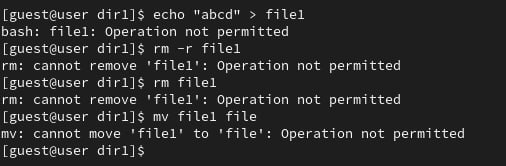 [guest@user dir1]$ echo "abcd" > file1
bash: file1: Operation not permitted
[guest@user dir1]$ rm -r file1
rm: cannot remove 'file1': Operation not permitted
[guest@user dir1]$ rm file1
rm: cannot remove 'file1': Operation not permitted
[guest@user dir1]$ mv file1 file
mv: cannot move 'file1' to 'file': Operation not permitted
[guest@user dir1]$